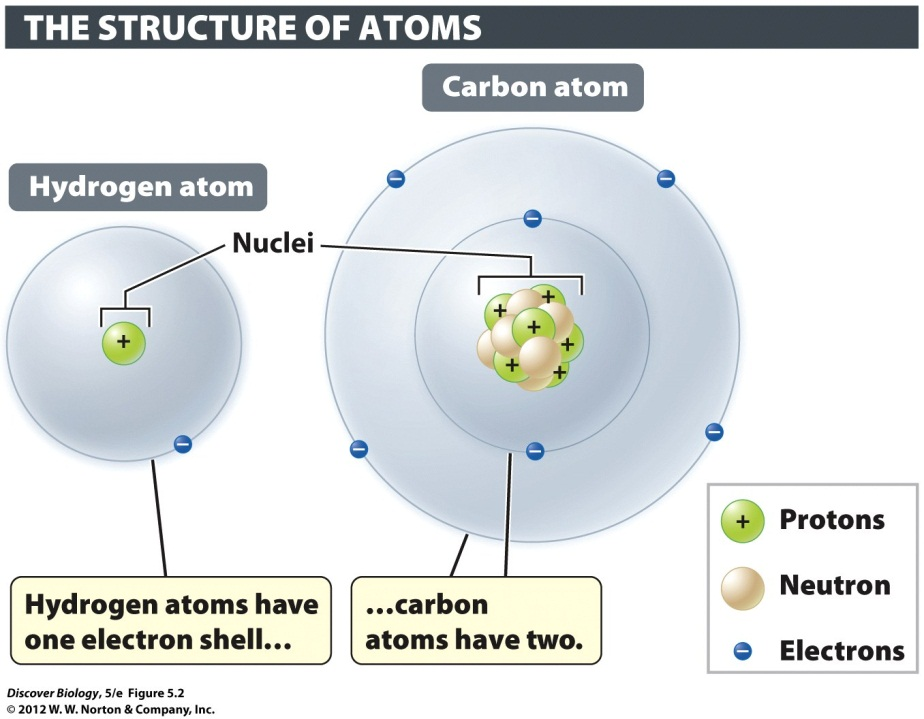 THE STRUCTURE OF ATOMS
Carbon atom
Hydrogen atom
Nuclei
+
+
+
+
+
+
+
−
−
−
−
−
−
−
Hydrogen atoms have
one electron shell...
...carbon
atoms have two.
+ Protons
Neutron
− Electrons
Discover Biology, 5/e Figure 5.2
© 2012 W. W. Norton & Company, Inc.